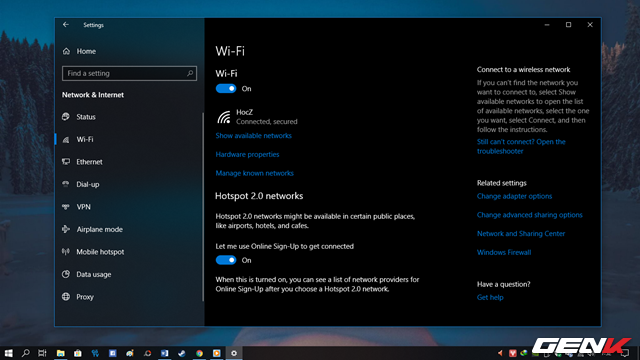 Settings
Home
Find a setting
Network & Internet
Status
Wi-Fi
Ethernet
Dial-up
VPN
Airplane mode
Mobile hotspot
Data usage
Proxy
Wi-Fi
Wi-Fi
On
HocZ
Connected, secured
Show available networks
Hardware properties
Manage known networks
Hotspot 2.0 networks
Hotspot 2.0 networks might be available in certain public places,
like airports, hotels, and cafes.
Let me use Online Sign-Up to get connected
On
When this is turned on, you can see a list of network providers for
Online Sign-Up after you choose a Hotspot 2.0 network.
Connect to a wireless network
If you can't find the network you
want to connect to, select Show
available networks to open the list
of available networks, select the one
you want, select Connect, and then
follow the instructions.
Still can't connect? Open the
troubleshooter
Related settings
Change adapter options
Change advanced sharing options
Network and Sharing Center
Windows Firewall
Have a question?
Get help
GENK